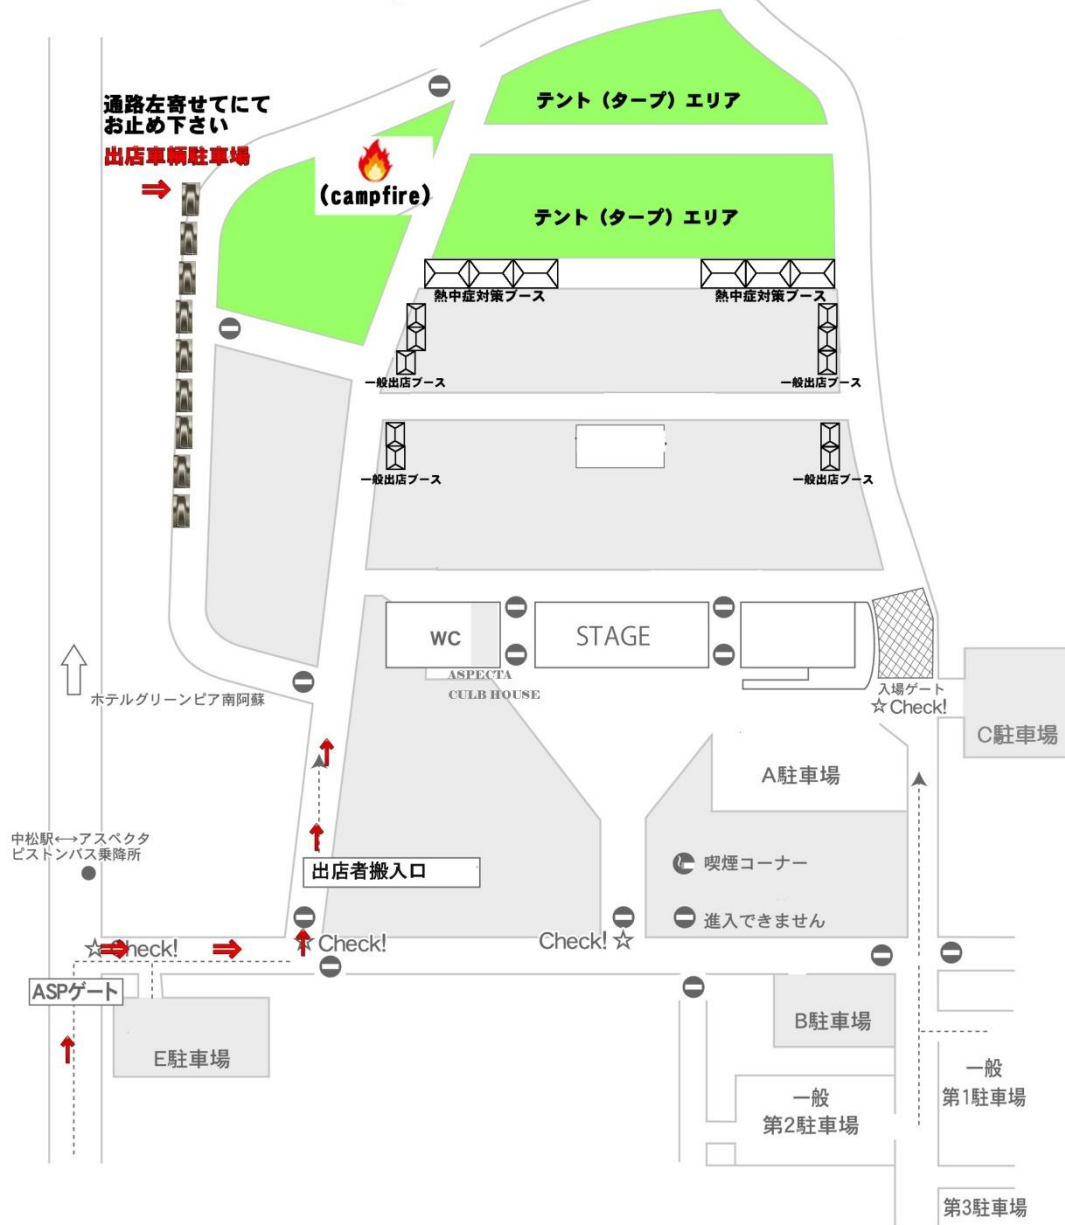 通路左寄せてにて
お止め下さい
出店車輌駐車場
テント（タープ）エリア
(campfire)
テント（タープ）エリア
熱中症対策ブース
熱中症対策ブース
一般出店ブース
一般出店ブース
一般出店ブース
一般出店ブース
WC
STAGE
ASPECTA
CULB HOUSE
入場ゲート
☆Check!
C駐車場
ホテルグリーンピア南阿蘇
A駐車場
中松駅⟷アスペクタ
ピストンバス乗降所
出店者搬入口
喫煙コーナー
進入できません
☆Check!
☆Check!
Check!☆
ASPゲート
E駐車場
B駐車場
一般
第1駐車場
一般
第2駐車場
第3駐車場